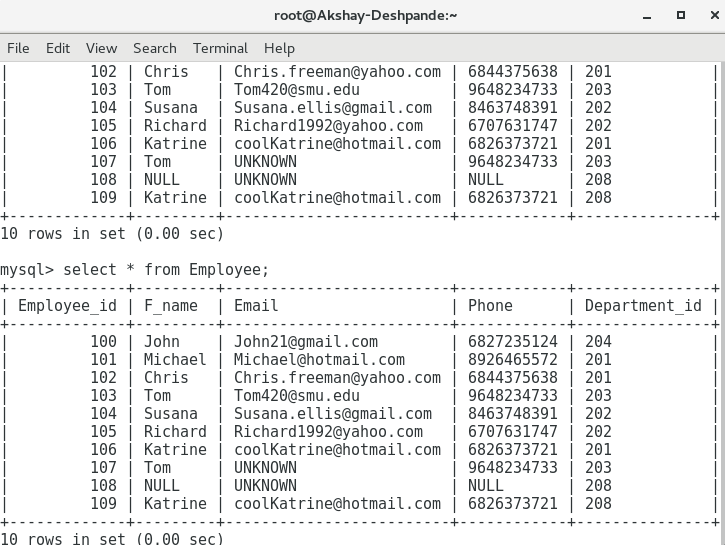 root@Akshay-Deshpande:~
File Edit View Search Terminal Help
|         102 | Chris   | Chris.freeman@yahoo.com | 6844375638 | 201           |
|         103 | Tom     | Tom420@smu.edu          | 9648234733 | 203           |
|         104 | Susana  | Susana.ellis@gmail.com  | 8463748391 | 202           |
|         105 | Richard | Richard1992@yahoo.com   | 6707631747 | 202           |
|         106 | Katrine | coolKatrine@hotmail.com | 6826373721 | 201           |
|         107 | Tom     | UNKNOWN                 | 9648234733 | 203           |
|         108 | NULL    | UNKNOWN                 | NULL       | 208           |
|         109 | Katrine | coolKatrine@hotmail.com | 6826373721 | 208           |
+-------------+---------+-------------------------+------------+---------------+
10 rows in set (0.00 sec)
mysql> select * from Employee;
+-------------+---------+-------------------------+------------+---------------+
| Employee_id | F_name  | Email                   | Phone      | Department_id |
+-------------+---------+-------------------------+------------+---------------+
|         100 | John    | John21@gmail.com        | 6827235124 | 204           |
|         101 | Michael | Michael@hotmail.com     | 8926465572 | 201           |
|         102 | Chris   | Chris.freeman@yahoo.com | 6844375638 | 201           |
|         103 | Tom     | Tom420@smu.edu          | 9648234733 | 203           |
|         104 | Susana  | Susana.ellis@gmail.com  | 8463748391 | 202           |
|         105 | Richard | Richard1992@yahoo.com   | 6707631747 | 202           |
|         106 | Katrine | coolKatrine@hotmail.com | 6826373721 | 201           |
|         107 | Tom     | UNKNOWN                 | 9648234733 | 203           |
|         108 | NULL    | UNKNOWN                 | NULL       | 208           |
|         109 | Katrine | coolKatrine@hotmail.com | 6826373721 | 208           |
+-------------+---------+-------------------------+------------+---------------+
10 rows in set (0.00 sec)